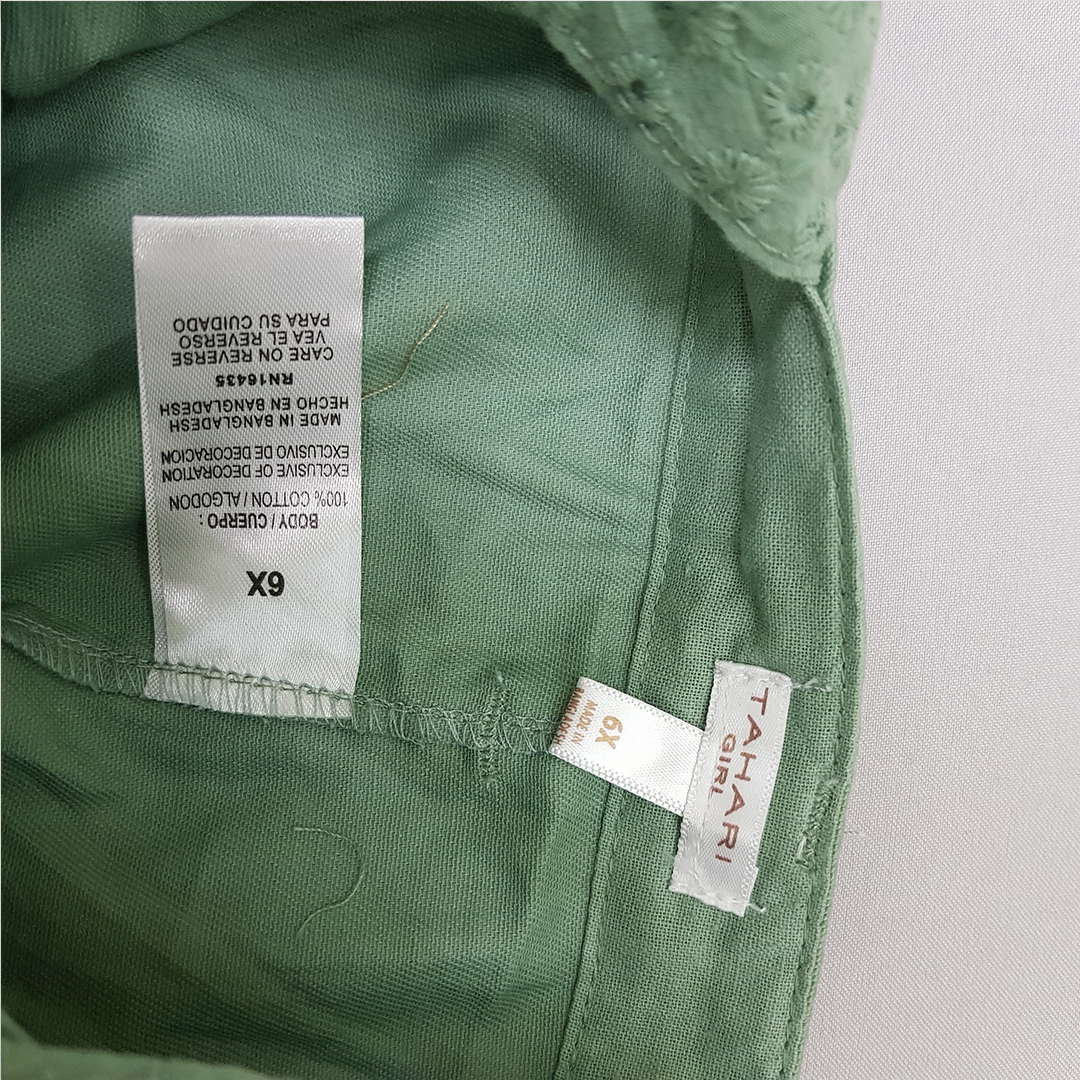 6X
BODY / CUERPO :
100% COTTON / ALGODON
EXCLUSIVE OF DECORATION
EXCLUSIVO DE DECORACION
MADE IN BANGLADESH
HECHO EN BANGLADESH
RN16435
CARE ON REVERSE
VEA EL REVERSO
PARA SU CUIDADO
TAHARI
GIRL
6X
MADE IN
BANGLADESH